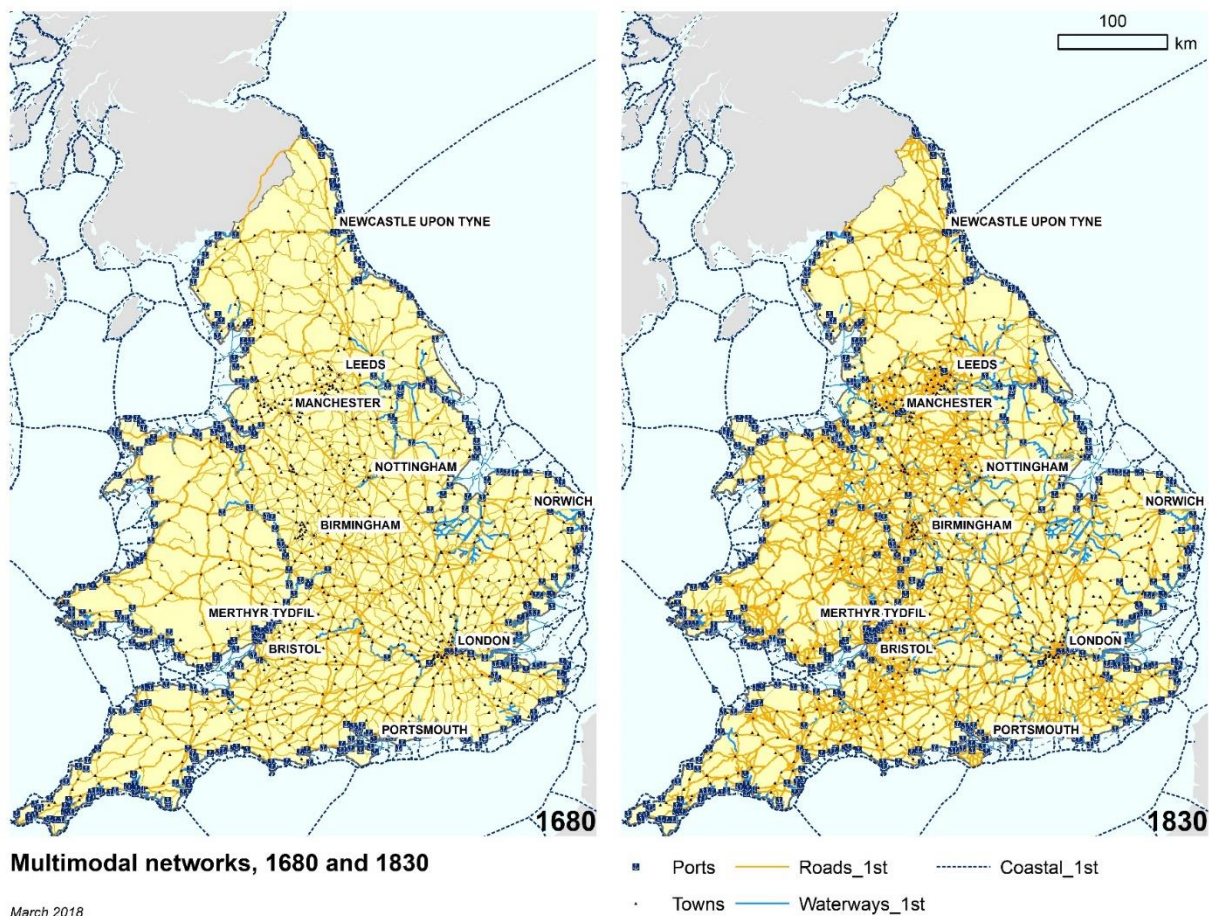 NEWCASTLE UPON TYNE
LEEDS
MANCHESTER
NOTTINGHAM
NORWICH
BIRMINGHAM
MERTHYR TYDFIL
LONDON
BRISTOL
PORTSMOUTH
1680
100
km
NEWCASTLE UPON TYNE
LEEDS
MANCHESTER
NOTTINGHAM
NORWICH
BIRMINGHAM
MERTHYR TYDFIL
LONDON
BRISTOL
PORTSMOUTH
1830
Multimodal networks, 1680 and 1830
March 2018
Ports Roads_1st Coastal_1st
Towns Waterways_1st